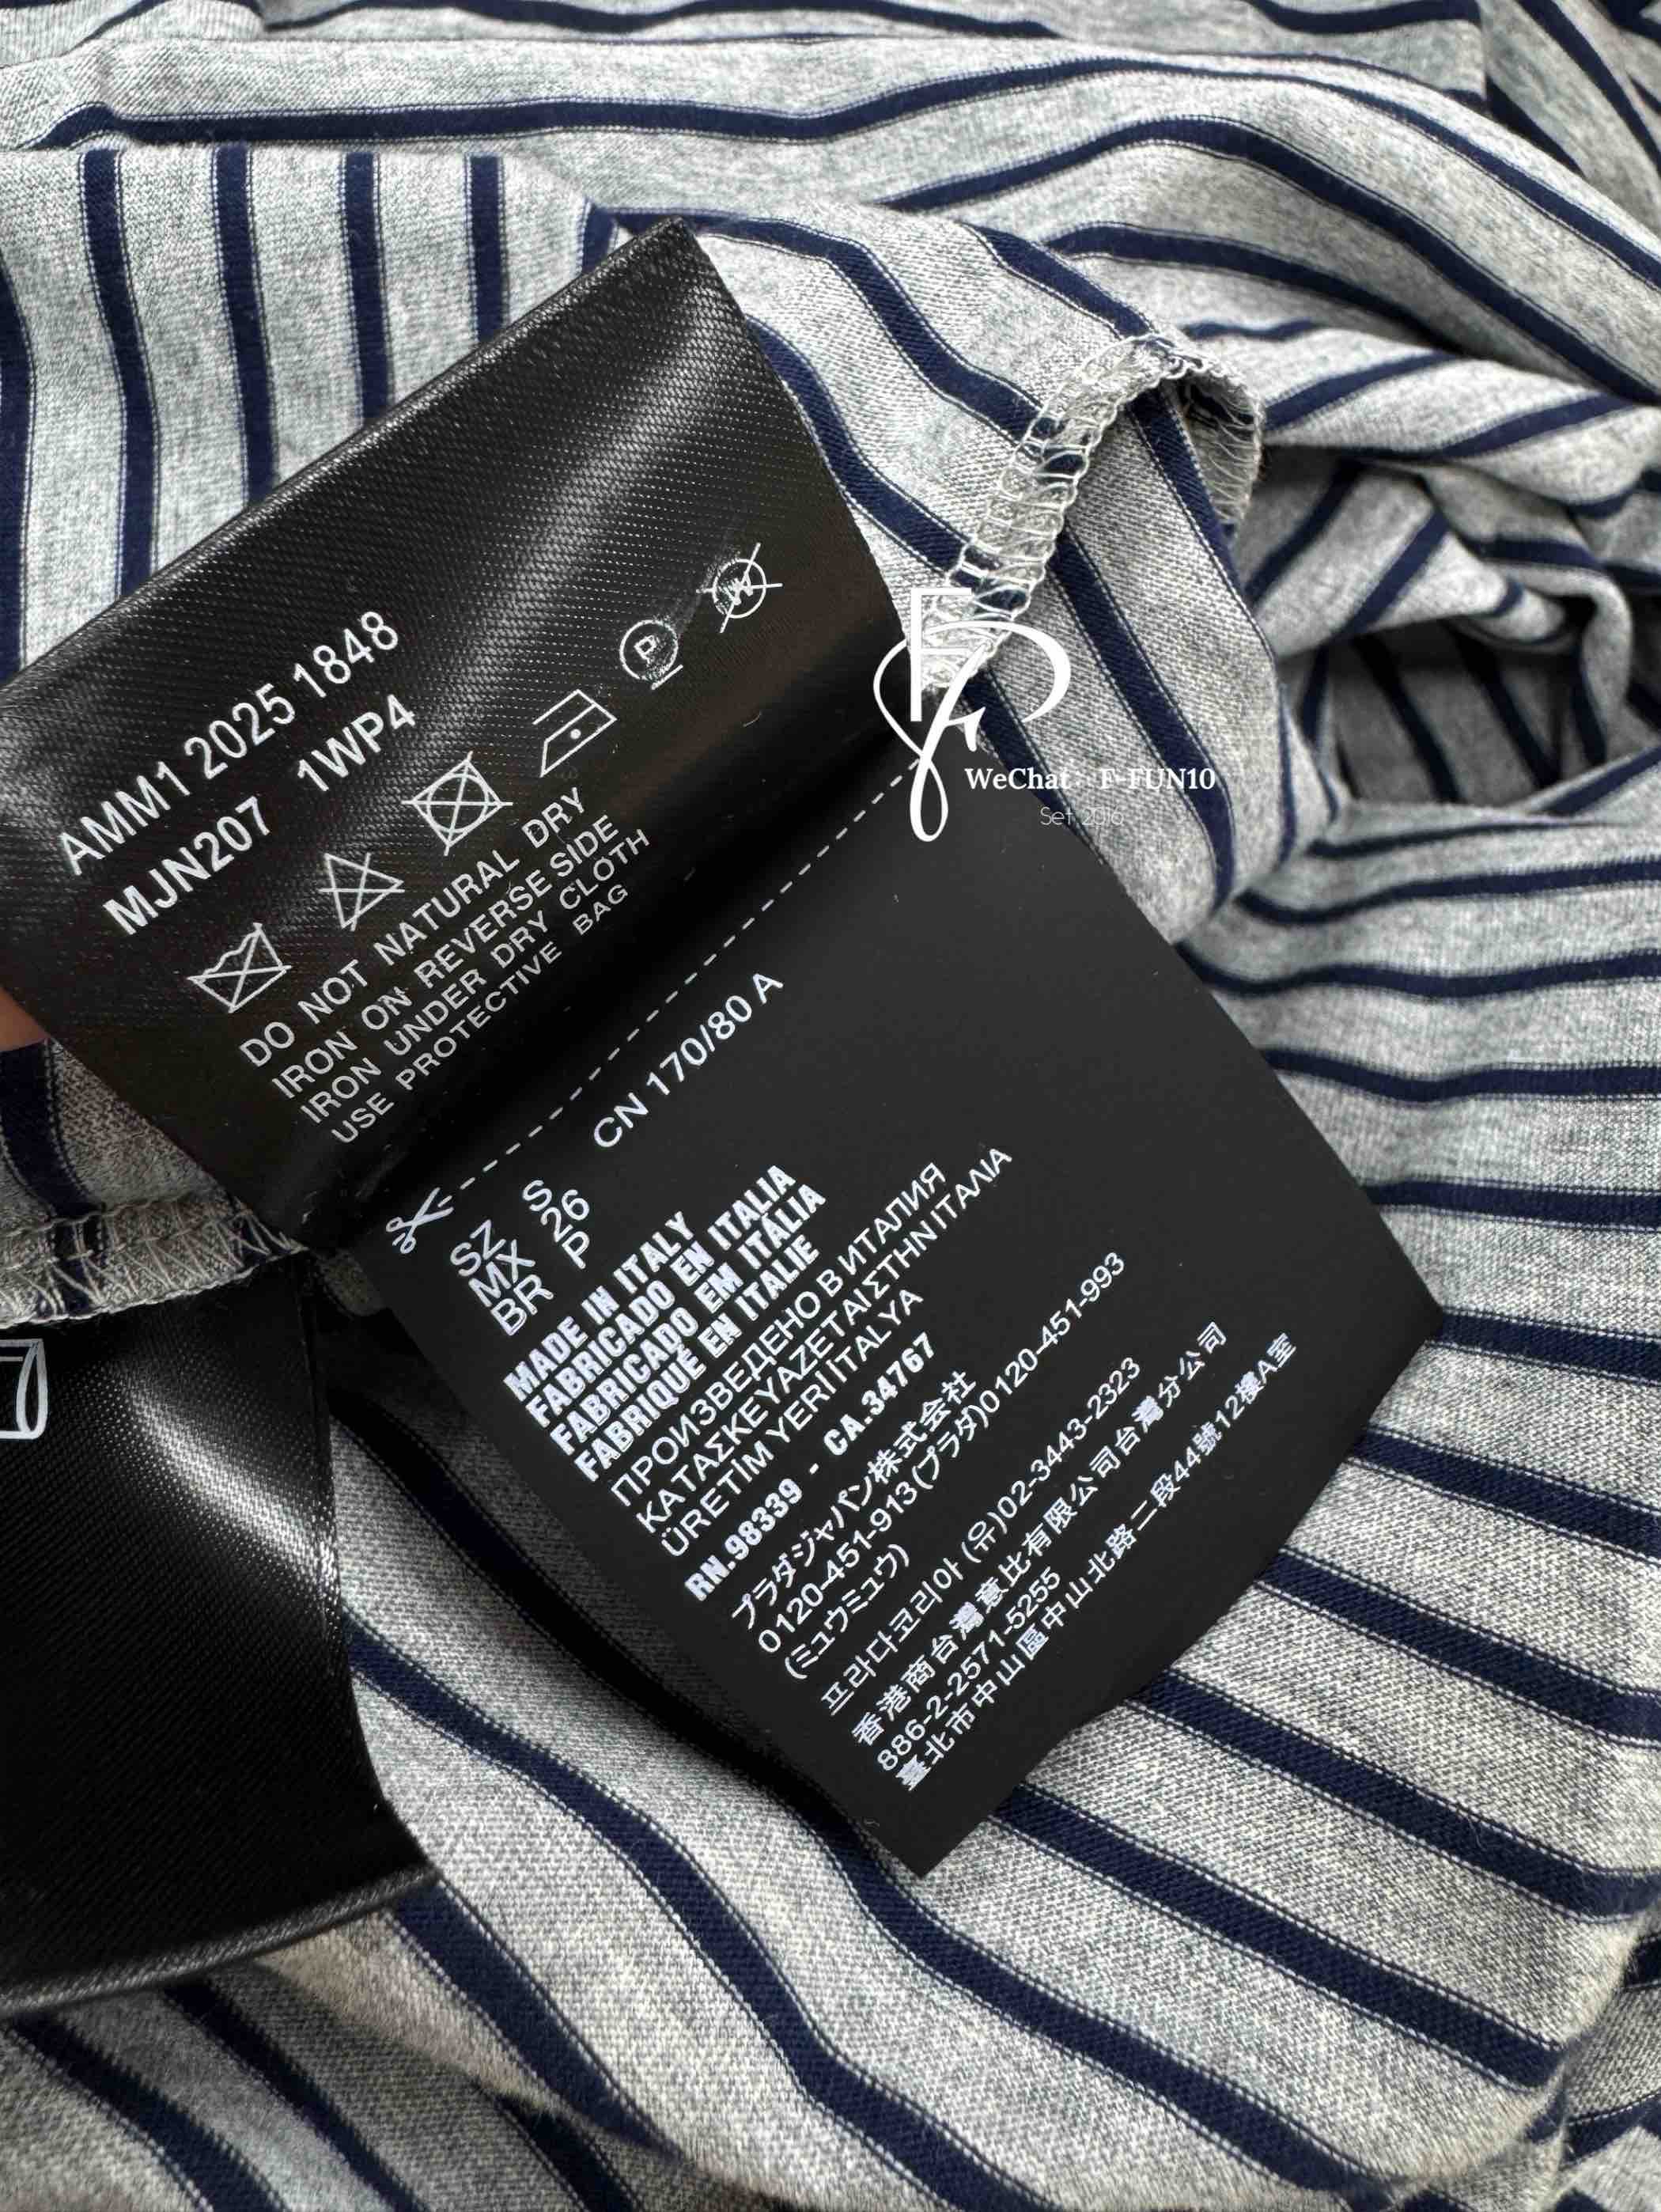 AMM1 2025 1848
MJN207 1WP4
P
W
DO NOT NATURAL DRY
IRON ON REVERSE SIDE
IRON UNDER DRY CLOTH
USE PROTECTIVE BAG
WeChat： F-FUN10
Set 2016
CN 170/80 A
SZ S
MX 26
BR P
MADE IN ITALY
FABRICADO EN ITALIA
FABRICADO EM ITÁLIA
FABRIQUÉ EN ITALIE
ПРОИЗВЕДЕНО В ИТАЛИЯ
ΚΑΤΑΣΚΕΥΑΖΕΤΑΙ ΣΤΗΝ ΙΤΑΛΙΑ
ÜRETİM YERI İTALYA
RN.98339 - CA.34767
プラダジャパン株式会社
0120-451-913(プラダ)0120-451-993
(ミュウミュウ)
프라다코리아 (유)02-3443-2323
香港商台灣意比有限公司台灣分公司
886-2-2571-5255
臺北市中山區中山北路二段44號12樓A室